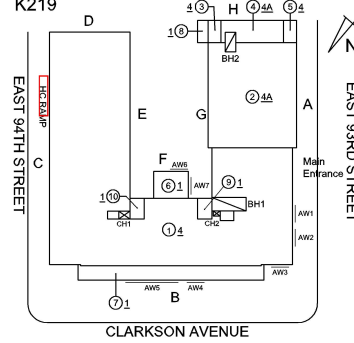 K219
D
H
4 3
4 4A
5 4
1 8
BH2
N
E
G
2 4A
A
EAST 94TH STREET
HC RAMP
C
EAST 93RD STREET
F
AW6
6 1
AW7
9 1
Main
Entrance
1 10
BH1
CH1
CH2
AW1
1 4
AW2
AW3
7 1
AW5
AW4
B
CLARKSON AVENUE